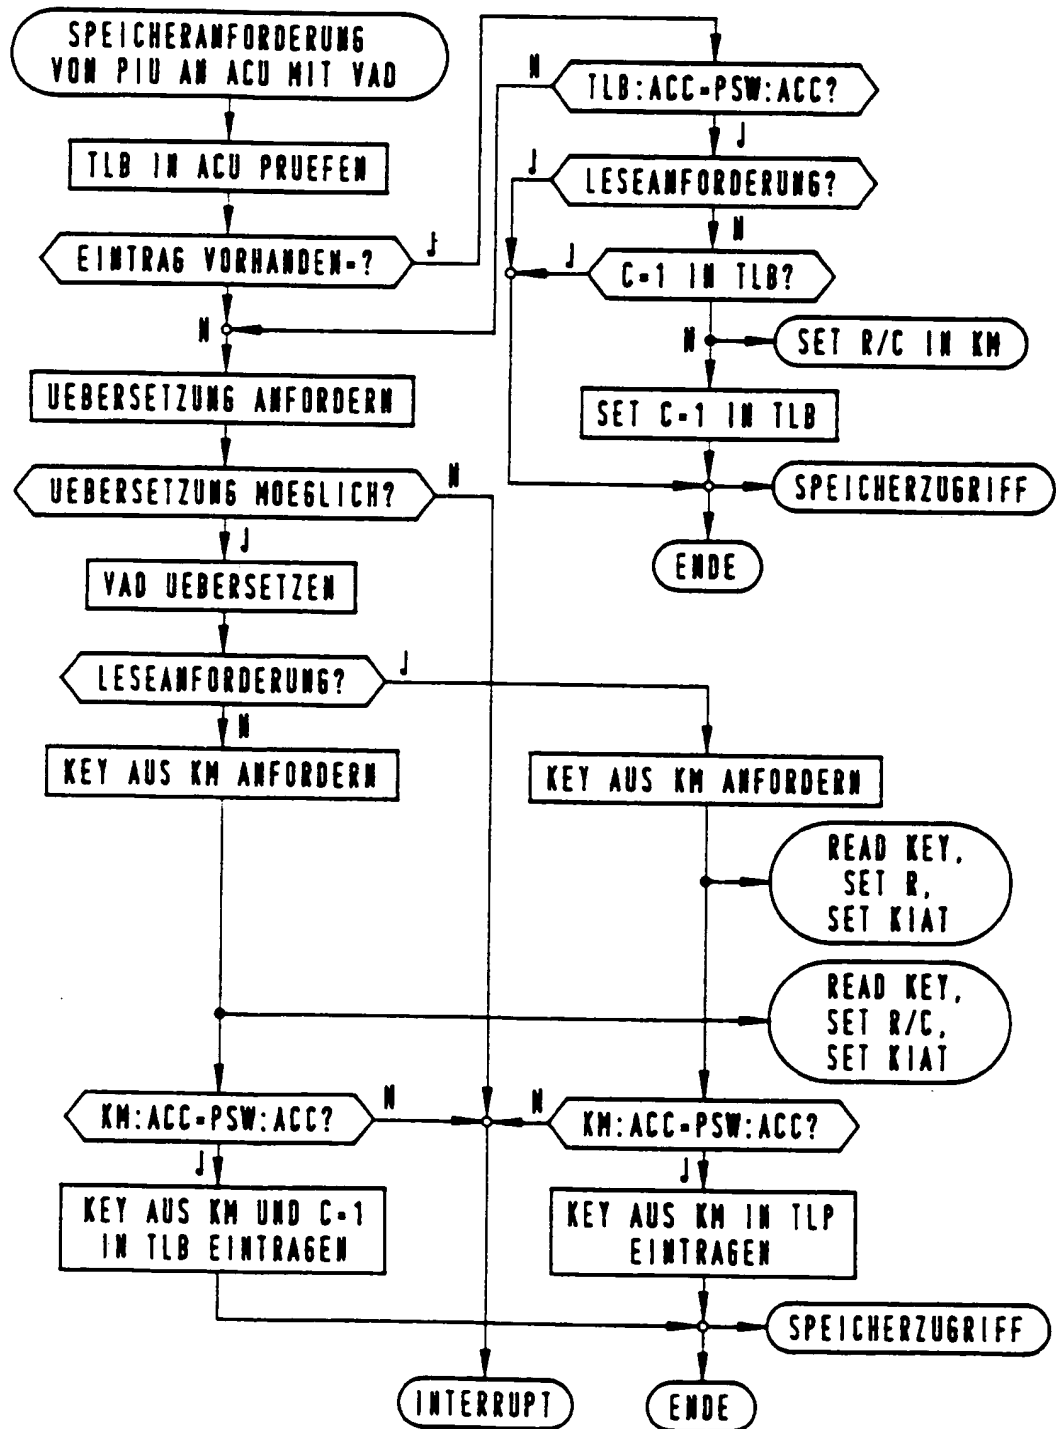 SPEICHERANFORDERUNG
VON PIU AN ACU MIT VAD
TLB IN ACU PRUEFEN
EINTRAG VORHANDEN=?
J
N
UEBERSETZUNG ANFORDERN
UEBERSETZUNG MOEGLICH?
N
J
VAD UEBERSETZEN
LESEANFORDERUNG?
J
N
KEY AUS KM ANFORDERN
KM:ACC=PSW:ACC?
N
J
KEY AUS KM UND C=1
IN TLB EINTRAGEN
INTERRUPT
N
TLB:ACC=PSW:ACC?
J
J
LESEANFORDERUNG?
N
J
C=1 IN TLB?
N
SET R/C IN KM
SET C=1 IN TLB
SPEICHERZUGRIFF
ENDE
KEY AUS KM ANFORDERN
READ KEY,
SET R,
SET KIAT
READ KEY,
SET R/C,
SET KIAT
N
KM:ACC=PSW:ACC?
J
KEY AUS KM IN TLP
EINTRAGEN
SPEICHERZUGRIFF
ENDE